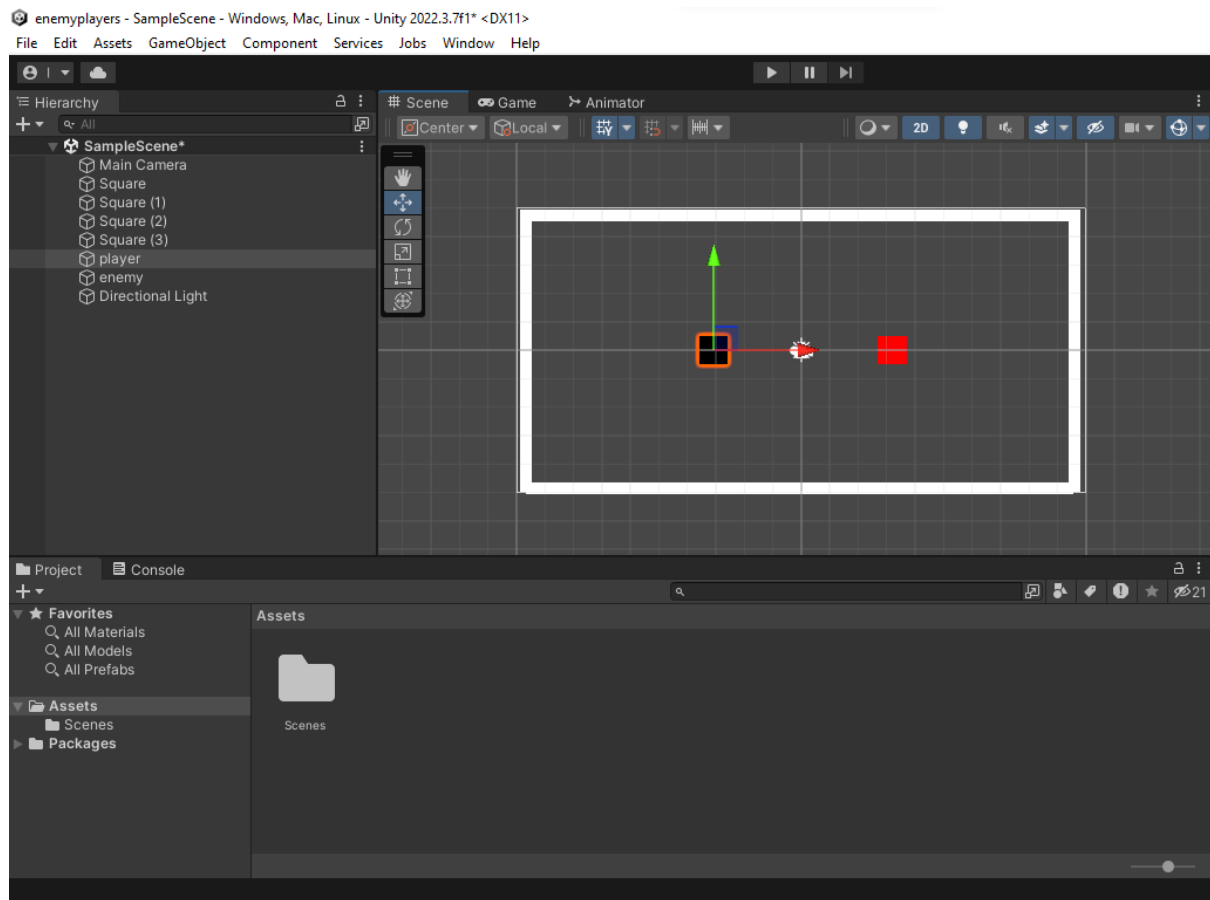 enemyplayers - SampleScene - Windows, Mac, Linux - Unity 2022.3.7f1* <DX11>
File Edit Assets GameObject Component Services Jobs Window Help
Hierarchy
All
SampleScene*
Main Camera
Square
Square (1)
Square (2)
Square (3)
player
enemy
Directional Light
Scene Game Animator
Center Local 2D
Project Console
21
Favorites
All Materials
All Models
All Prefabs
Assets
Scenes
Packages
Assets
Scenes